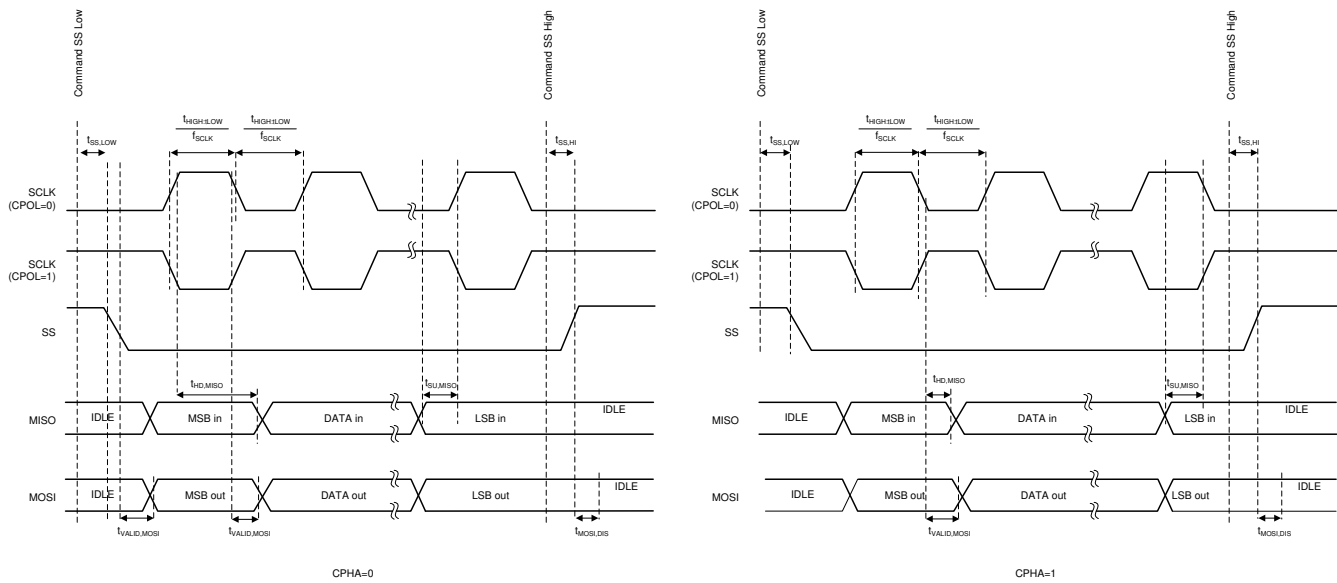 Command SS Low
Command SS High
tHIGH:tLOW
fSCLK
tHIGH:tLOW
fSCLK
tSS,LOW
tSS,HI
SCLK
(CPOL=0)
SCLK
(CPOL=1)
SS
tHD,MISO
tSU,MISO
MISO
IDLE
MSB in
DATA in
LSB in
IDLE
MOSI
IDLE
MSB out
DATA out
LSB out
IDLE
tVALID,MOSI
tVALID,MOSI
tMOSI,DIS
CPHA=0
Command SS Low
Command SS High
tHIGH:tLOW
fSCLK
tHIGH:tLOW
fSCLK
tSS,LOW
tSS,HI
SCLK
(CPOL=0)
SCLK
(CPOL=1)
SS
tHD,MISO
tSU,MISO
MISO
IDLE
MSB in
DATA in
LSB in
IDLE
MOSI
IDLE
MSB out
DATA out
LSB out
IDLE
tVALID,MOSI
tMOSI,DIS
CPHA=1